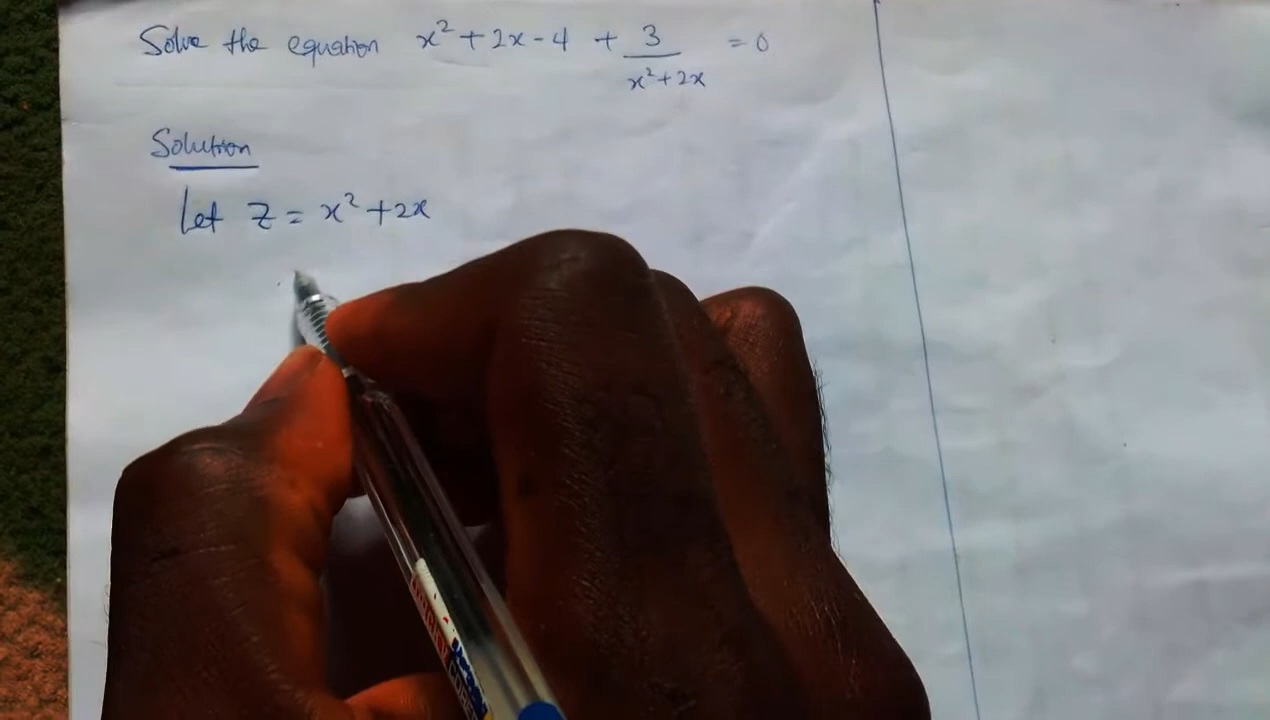 Solve the equation x² + 2x - 4 + 3/(x² + 2x) = 0
Solution
Let z = x² + 2x